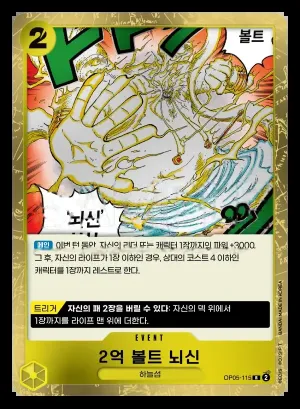 2
볼트
'뇌신'
메인 이번 턴 동안, 자신의 리더 또는 캐릭터 1장까지의 파워 +3000.
그 후, 자신의 라이프가 1장 이하인 경우, 상대의 코스트 4 이하인
캐릭터를 1장까지 레스트로 한다.
트리거 자신의 패 2장을 버릴 수 있다: 자신의 덱 위에서
1장까지를 라이프 맨 위에 더한다.
EVENT
2억 볼트 뇌신
하늘섬
OP05-115 R 2